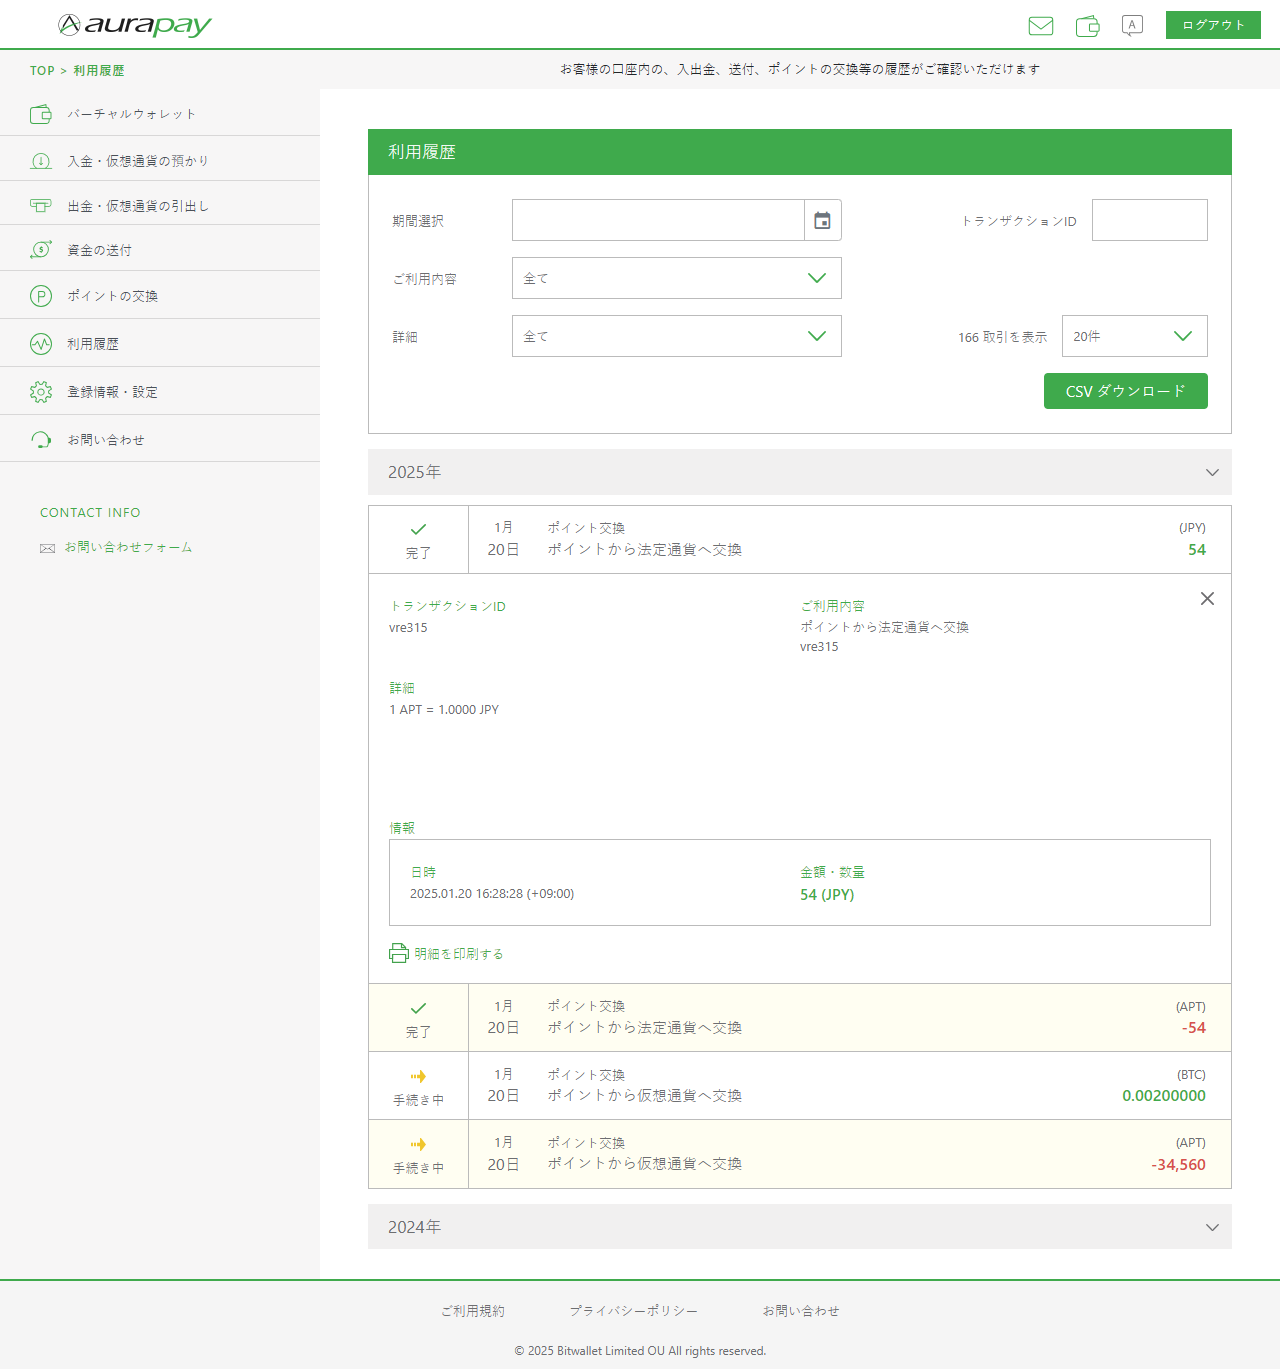 aurapay
A
ログアウト
TOP > 利用履歴
お客様の口座内の、入出金、送付、ポイントの交換等の履歴がご確認いただけます
バーチャルウォレット
入金・仮想通貨の預かり
出金・仮想通貨の引出し
資金の送付
ポイントの交換
利用履歴
登録情報・設定
お問い合わせ
CONTACT INFO
お問い合わせフォーム
利用履歴
期間選択
トランザクションID
ご利用内容
全て
詳細
全て
166 取引を表示
20件
CSV ダウンロード
2025年
完了
1月
20日
ポイント交換
ポイントから法定通貨へ交換
(JPY)
54
トランザクションID
vre315
ご利用内容
ポイントから法定通貨へ交換
vre315
詳細
1 APT = 1.0000 JPY
情報
日時
2025.01.20 16:28:28 (+09:00)
金額・数量
54 (JPY)
明細を印刷する
完了
1月
20日
ポイント交換
ポイントから法定通貨へ交換
(APT)
-54
手続き中
1月
20日
ポイント交換
ポイントから仮想通貨へ交換
(BTC)
0.00200000
手続き中
1月
20日
ポイント交換
ポイントから仮想通貨へ交換
(APT)
-34,560
2024年
ご利用規約
プライバシーポリシー
お問い合わせ
© 2025 Bitwallet Limited OU All rights reserved.